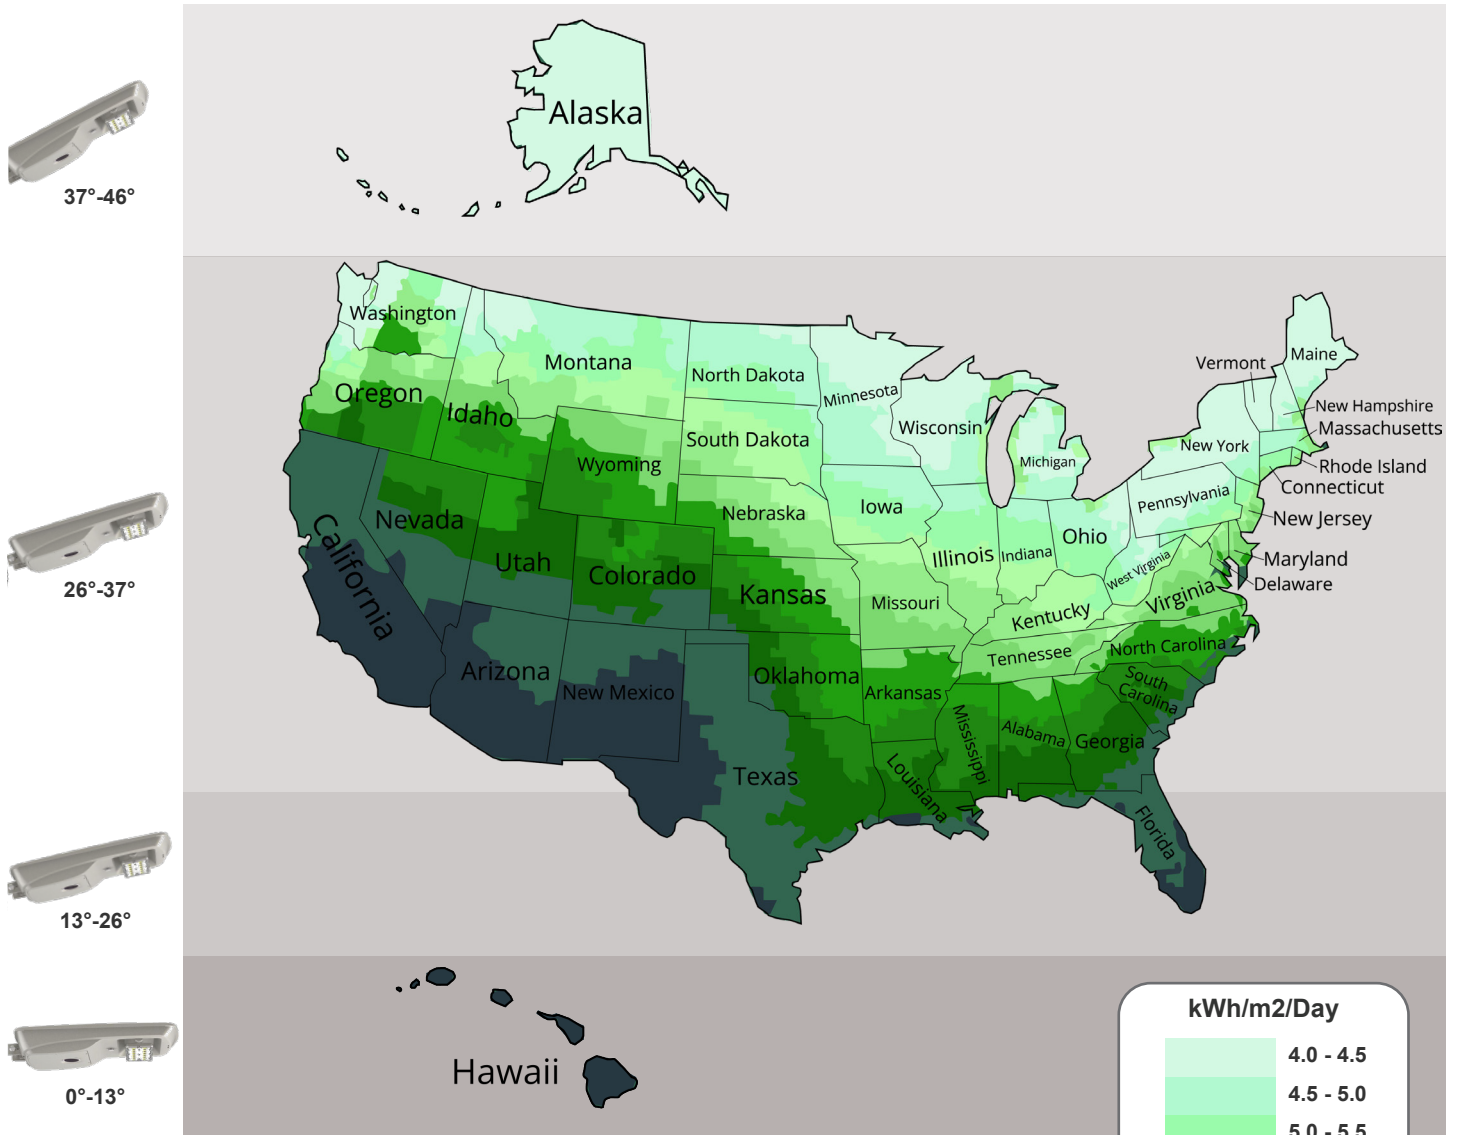 Alaska
37°-46°
Washington
Montana
North Dakota
Minnesota
Vermont
Maine
Oregon
Idaho
New Hampshire
Massachusetts
South Dakota
Wisconsin
Michigan
New York
Wyoming
Rhode Island
Connecticut
Pennsylvania
Nebraska
Iowa
Nevada
New Jersey
California
Utah
Colorado
Illinois
Indiana
Ohio
West Virginia
Maryland
Delaware
26°-37°
Kansas
Missouri
Kentucky
Virginia
Arizona
New Mexico
Oklahoma
Arkansas
Tennessee
North Carolina
South
Carolina
Mississippi
Alabama
Georgia
Texas
Louisiana
Florida
13°-26°
Hawaii
0°-13°
kWh/m2/Day
4.0 - 4.5
4.5 - 5.0
5.0 - 5.5